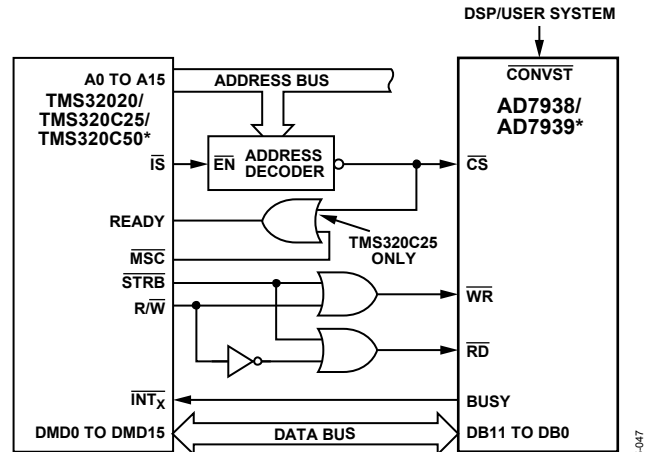 DSP/USER SYSTEM
A0 TO A15
ADDRESS BUS
CONVST
TMS32020/
TMS320C25/
TMS320C50*
AD7938/
AD7939*
IS
EN
ADDRESS
DECODER
CS
READY
TMS320C25
ONLY
MSC
STRB
R/W
WR
RD
INTX
BUSY
DMD0 TO DMD15
DATA BUS
DB11 TO DB0
-047